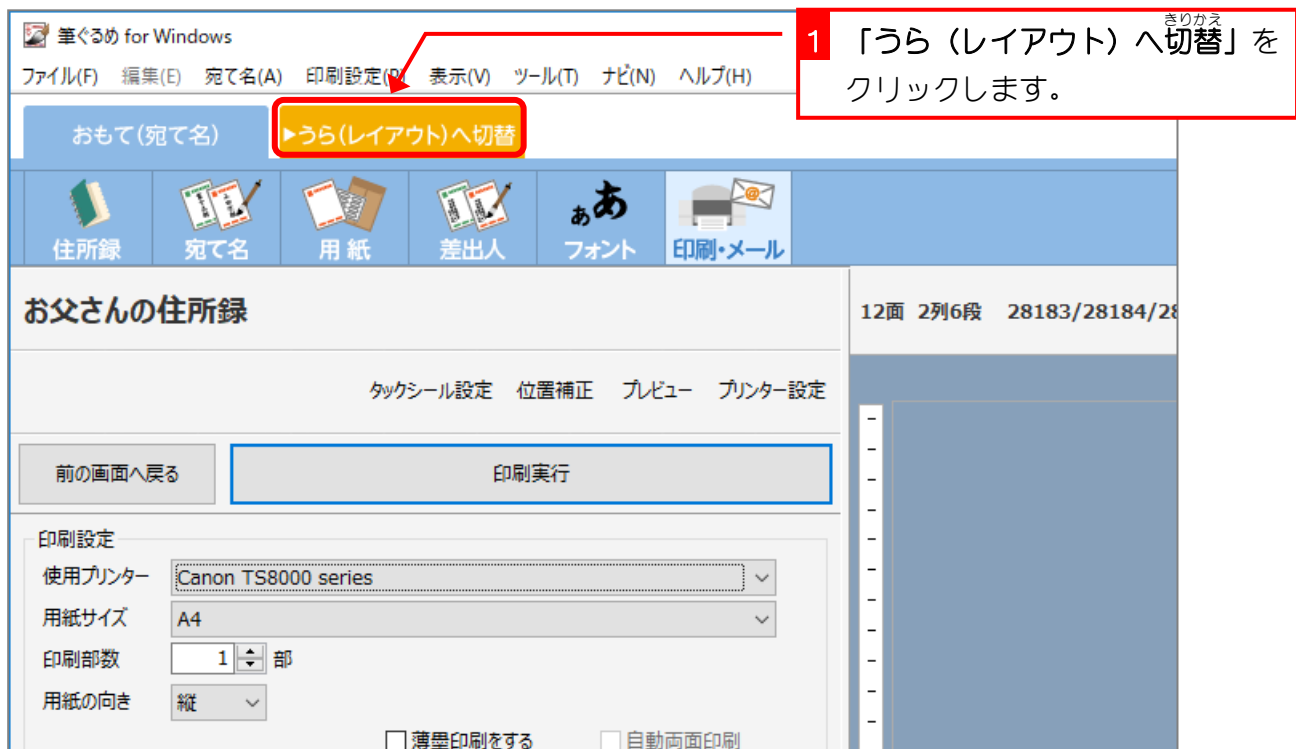 筆ぐるめ for Windows
ファイル(F) 編集(E) 宛て名(A) 印刷設定(P) 表示(V) ツール(T) ナビ(N) ヘルプ(H)
1 「うら（レイアウト）へ切替」を
きりかえ
クリックします。
おもて(宛て名)
▶うら(レイアウト)へ切替
住所録 宛て名 用紙 差出人 フォント 印刷・メール
ああ
お父さんの住所録
12面 2列6段 28183/28184/28
タックシール設定 位置補正 プレビュー プリンター設定
前の画面へ戻る
印刷実行
印刷設定
使用プリンター Canon TS8000 series
用紙サイズ A4
印刷部数 1 部
用紙の向き 縦
薄墨印刷をする 自動両面印刷